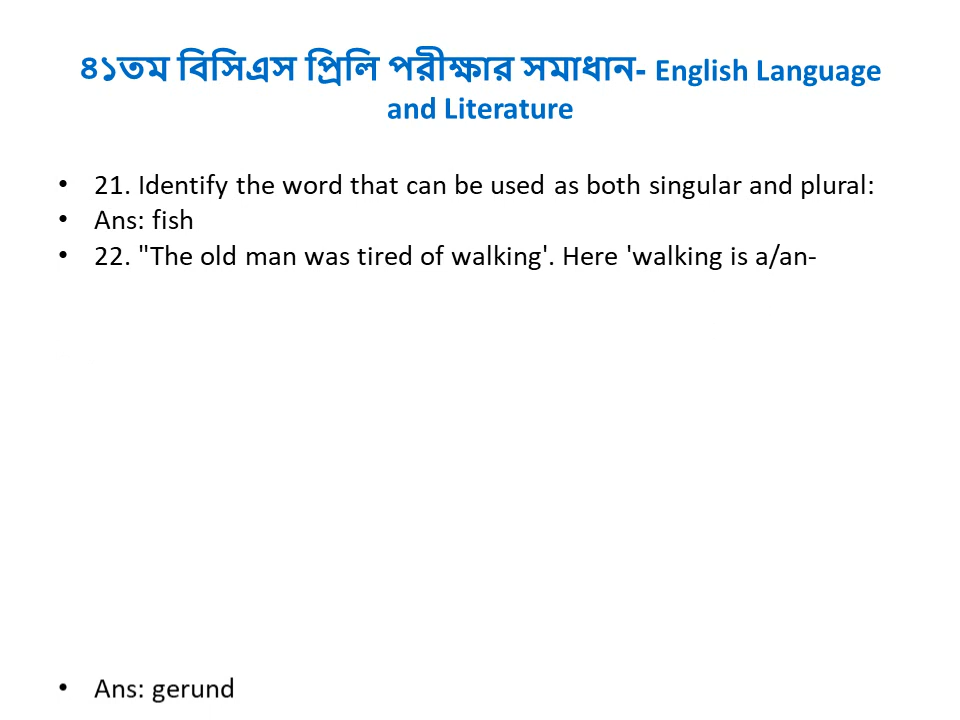 ৪১তম বিসিএস প্রিলি পরীক্ষার সমাধান- English Language
and Literature
• 21. Identify the word that can be used as both singular and plural:
• Ans: fish
• 22. "The old man was tired of walking'. Here 'walking is a/an-
• Ans: gerund